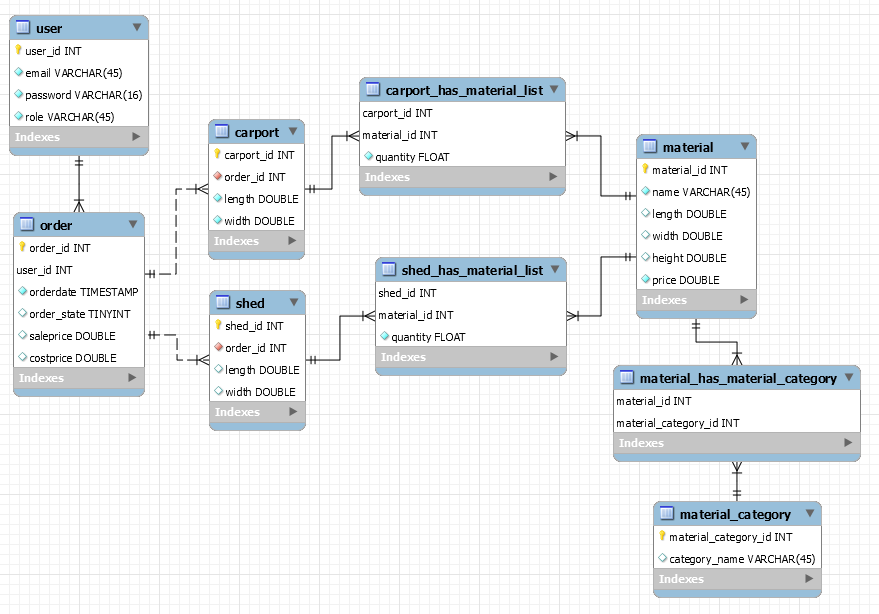 user
user_id INT
email VARCHAR(45)
password VARCHAR(16)
role VARCHAR(45)
Indexes
order
order_id INT
user_id INT
orderdate TIMESTAMP
order_state TINYINT
saleprice DOUBLE
costprice DOUBLE
Indexes
carport
carport_id INT
order_id INT
length DOUBLE
width DOUBLE
Indexes
shed
shed_id INT
order_id INT
length DOUBLE
width DOUBLE
Indexes
carport_has_material_list
carport_id INT
material_id INT
quantity FLOAT
Indexes
shed_has_material_list
shed_id INT
material_id INT
quantity FLOAT
Indexes
material
material_id INT
name VARCHAR(45)
length DOUBLE
width DOUBLE
height DOUBLE
price DOUBLE
Indexes
material_has_material_category
material_id INT
material_category_id INT
Indexes
material_category
material_category_id INT
category_name VARCHAR(45)
Indexes